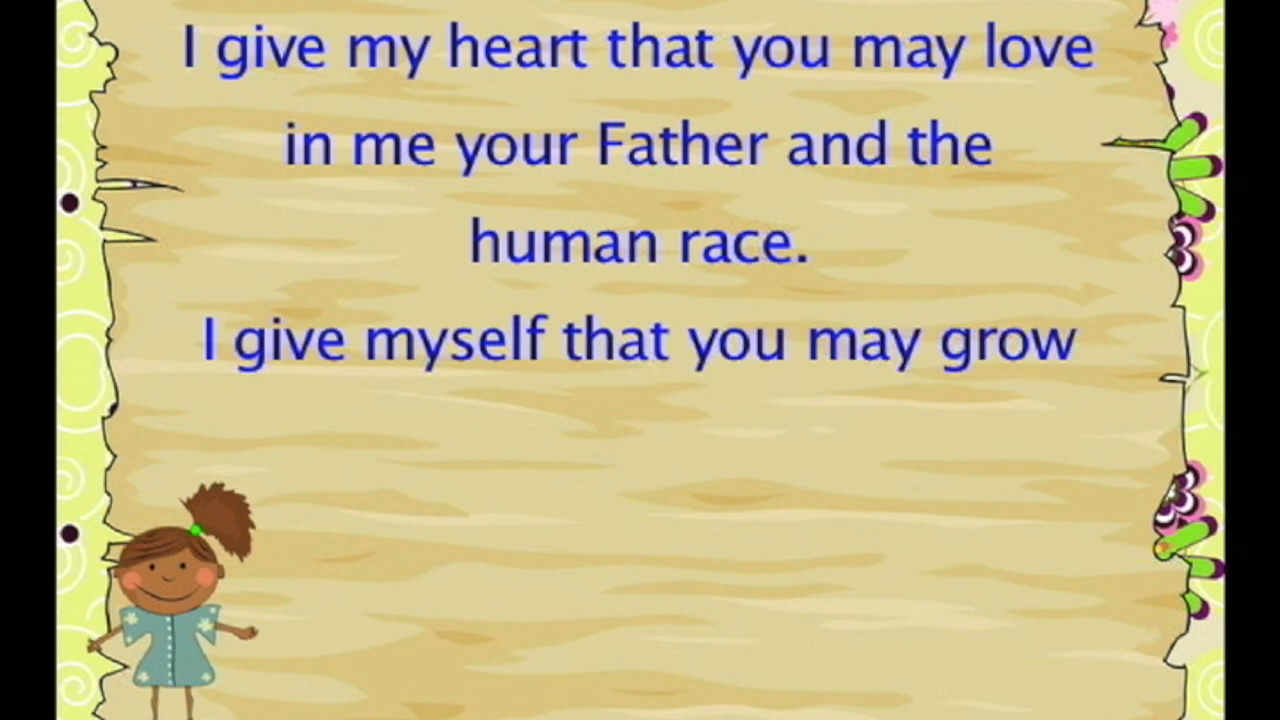 I give my heart that you may love
in me your Father and the
human race.
I give myself that you may grow